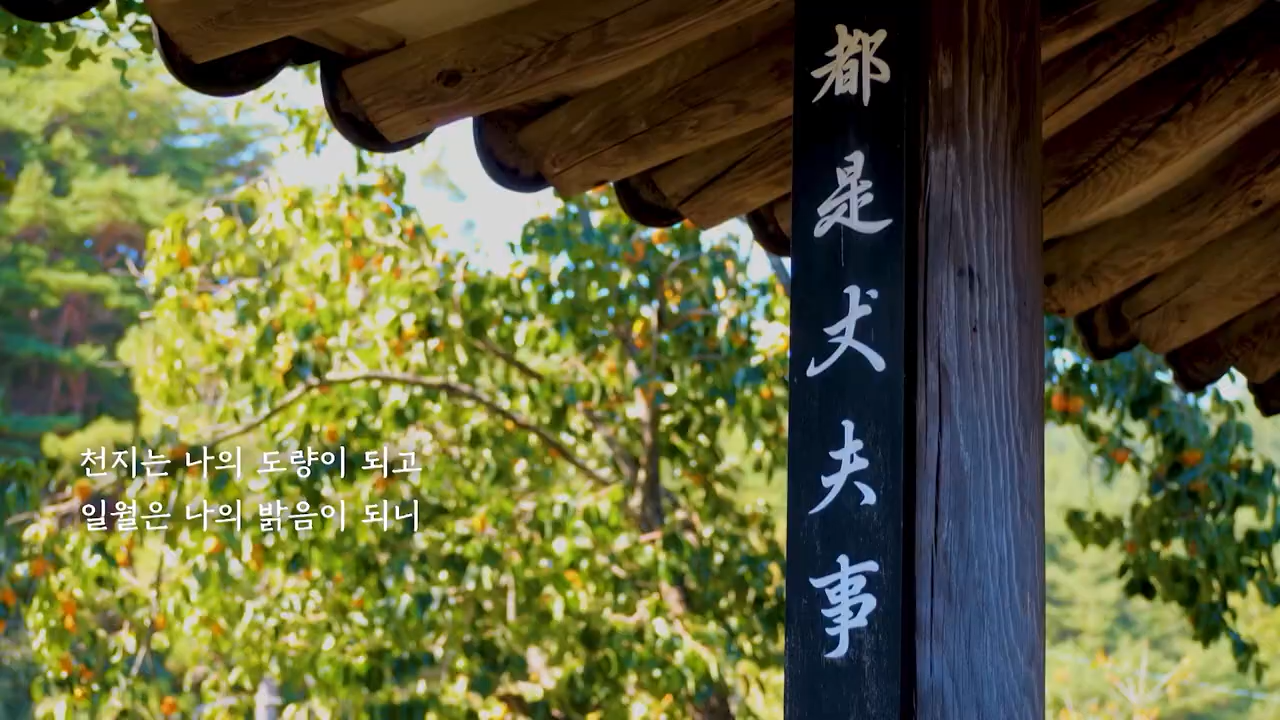 천지는 나의 도량이 되고
일월은 나의 밝음이 되니
都是丈夫事